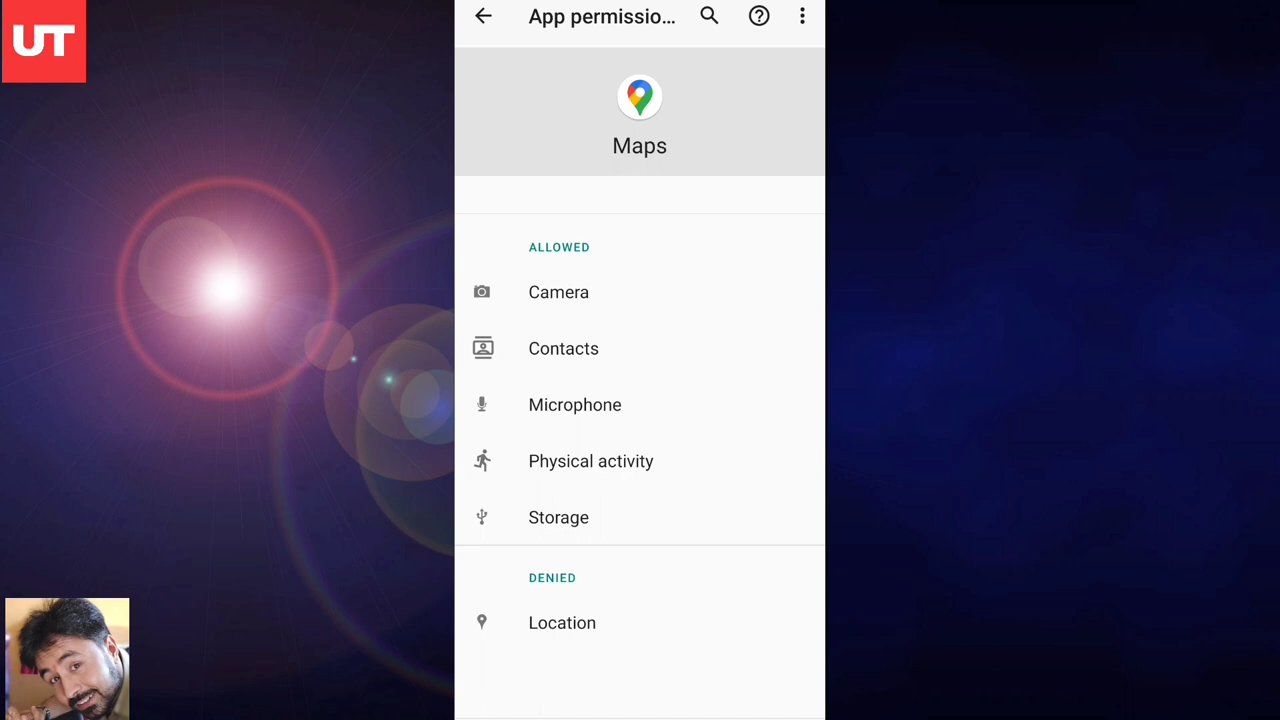 UT
App permissio...
Maps
ALLOWED
Camera
Contacts
Microphone
Physical activity
Storage
DENIED
Location